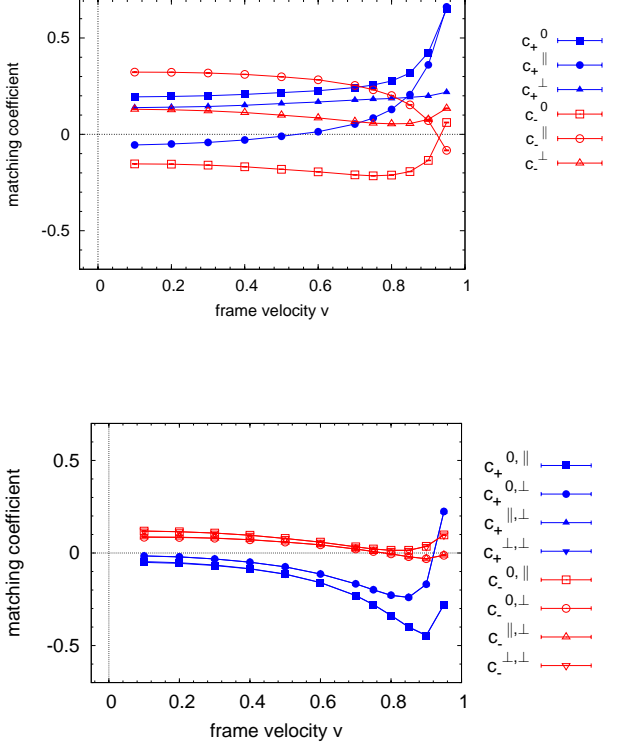 matching coefficient
0.5
0
-0.5
0
0.2
0.4
0.6
0.8
1
frame velocity v
c₊⁰
c₊^∥
c₊^⊥
c₋⁰
c₋^∥
c₋^⊥
matching coefficient
0.5
0
-0.5
0
0.2
0.4
0.6
0.8
1
frame velocity v
c₊^0, ∥
c₊^0,⊥
c₊^∥,⊥
c₊^⊥,⊥
c₋^0, ∥
c₋^0,⊥
c₋^∥,⊥
c₋^⊥,⊥